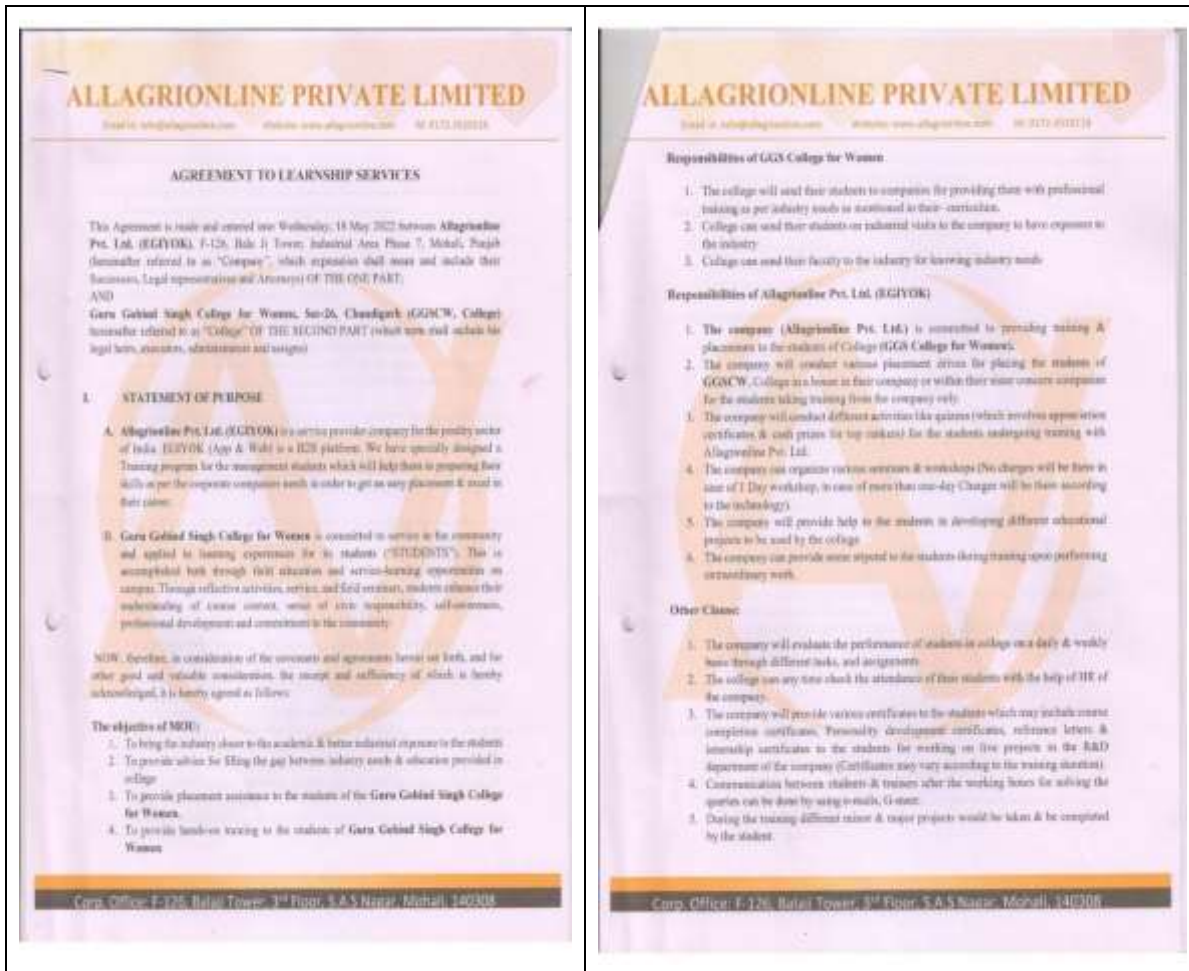 ALLAGRIONLINE PRIVATE LIMITED
AGREEMENT TO LEARNSHIP SERVICES
This Agreement is made and entered into Wednesday, 18 May 2022 between Allagrionline
Pvt. Ltd. (EGIYOK), F-126, Bala Ji Tower, Industrial Area Phase 7, Mohali, Punjab
(hereinafter referred to as "Company", which expression shall mean and include their
Successors, Legal representatives and Attorneys) OF THE ONE PART;
AND
Guru Gobind Singh College for Women, Sec-26, Chandigarh (GGSCW, College)
hereinafter referred to as "College" OF THE SECOND PART (which term shall include his
legal heirs, executors, administrators and assigns)
I. STATEMENT OF PURPOSE
A. Allagrionline Pvt. Ltd. (EGIYOK) is a service provider company for the poultry sector
of India. EGIYOK (App & Web) is a B2B platform. We have specially designed a
Training program for the management students which will help them in preparing their
skills as per the corporate companies needs in order to get an easy placement & excel in
their career.
B. Guru Gobind Singh College for Women is committed to service to the community
and applied to learning experiences for its students ("STUDENTS"). This is
accomplished both through field education and service-learning opportunities on
campus. Through reflective activities, service, and field seminars, students enhance their
understanding of course content, sense of civic responsibility, self-awareness,
professional development and commitment to the community.
NOW, therefore, in consideration of the covenants and agreements herein set forth, and for
other good and valuable consideration, the receipt and sufficiency of which is hereby
acknowledged, it is hereby agreed as follows:
The objective of MOU:
1. To bring the industry closer to the academic & better industrial exposure to the students
2. To provide advice for filling the gap between industry needs & education provided in
college
3. To provide placement assistance to the students of the Guru Gobind Singh College
for Women.
4. To provide hands-on training to the students of Guru Gobind Singh College for
Women
Corp. Office: F-126, Balaji Tower, 3rd Floor, S.A.S Nagar, Mohali, 140308
ALLAGRIONLINE PRIVATE LIMITED
Responsibilities of GGS College for Women
1. The college will send their students to companies for providing them with professional
training as per industry needs as mentioned in their- curriculum.
2. College can send their students on industrial visits to the company to have exposure to
the industry
3. College can send their faculty to the industry for knowing industry needs
Responsibilities of Allagrionline Pvt. Ltd. (EGIYOK)
1. The company (Allagrionline Pvt. Ltd.) is committed to providing training &
placements to the students of College (GGS College for Women).
2. The company will conduct various placement drives for placing the students of
GGSCW, College in a house in their company or within their sister concern companies
for the students taking training from the company only.
3. The company will conduct different activities like quizzes (which involves appreciation
certificates & cash prizes for top rankers) for the students undergoing training with
Allagrionline Pvt. Ltd.
4. The company can organize various seminars & workshops (No charges will be there in
case of 1 Day workshop, in case of more than one-day Charges will be there according
to the technology).
5. The company will provide help to the students in developing different educational
projects to be used by the college
6. The company can provide some stipend to the students during training upon performing
extraordinary work.
Other Clause:
1. The company will evaluate the performance of students in college on a daily & weekly
basis through different tasks, and assignments
2. The college can any time check the attendance of their students with the help of HR of
the company.
3. The company will provide various certificates to the students which may include course
completion certificates, Personality development certificates, reference letters &
internship certificates to the students for working on live projects in the R&D
department of the company (Certificates may vary according to the training duration).
4. Communication between students & trainers after the working hours for solving the
queries can be done by using e-mails, G-meet.
5. During the training different minor & major projects would be taken & be completed
by the student.
Corp. Office: F-126, Balaji Tower, 3rd Floor, S.A.S Nagar, Mohali, 140308